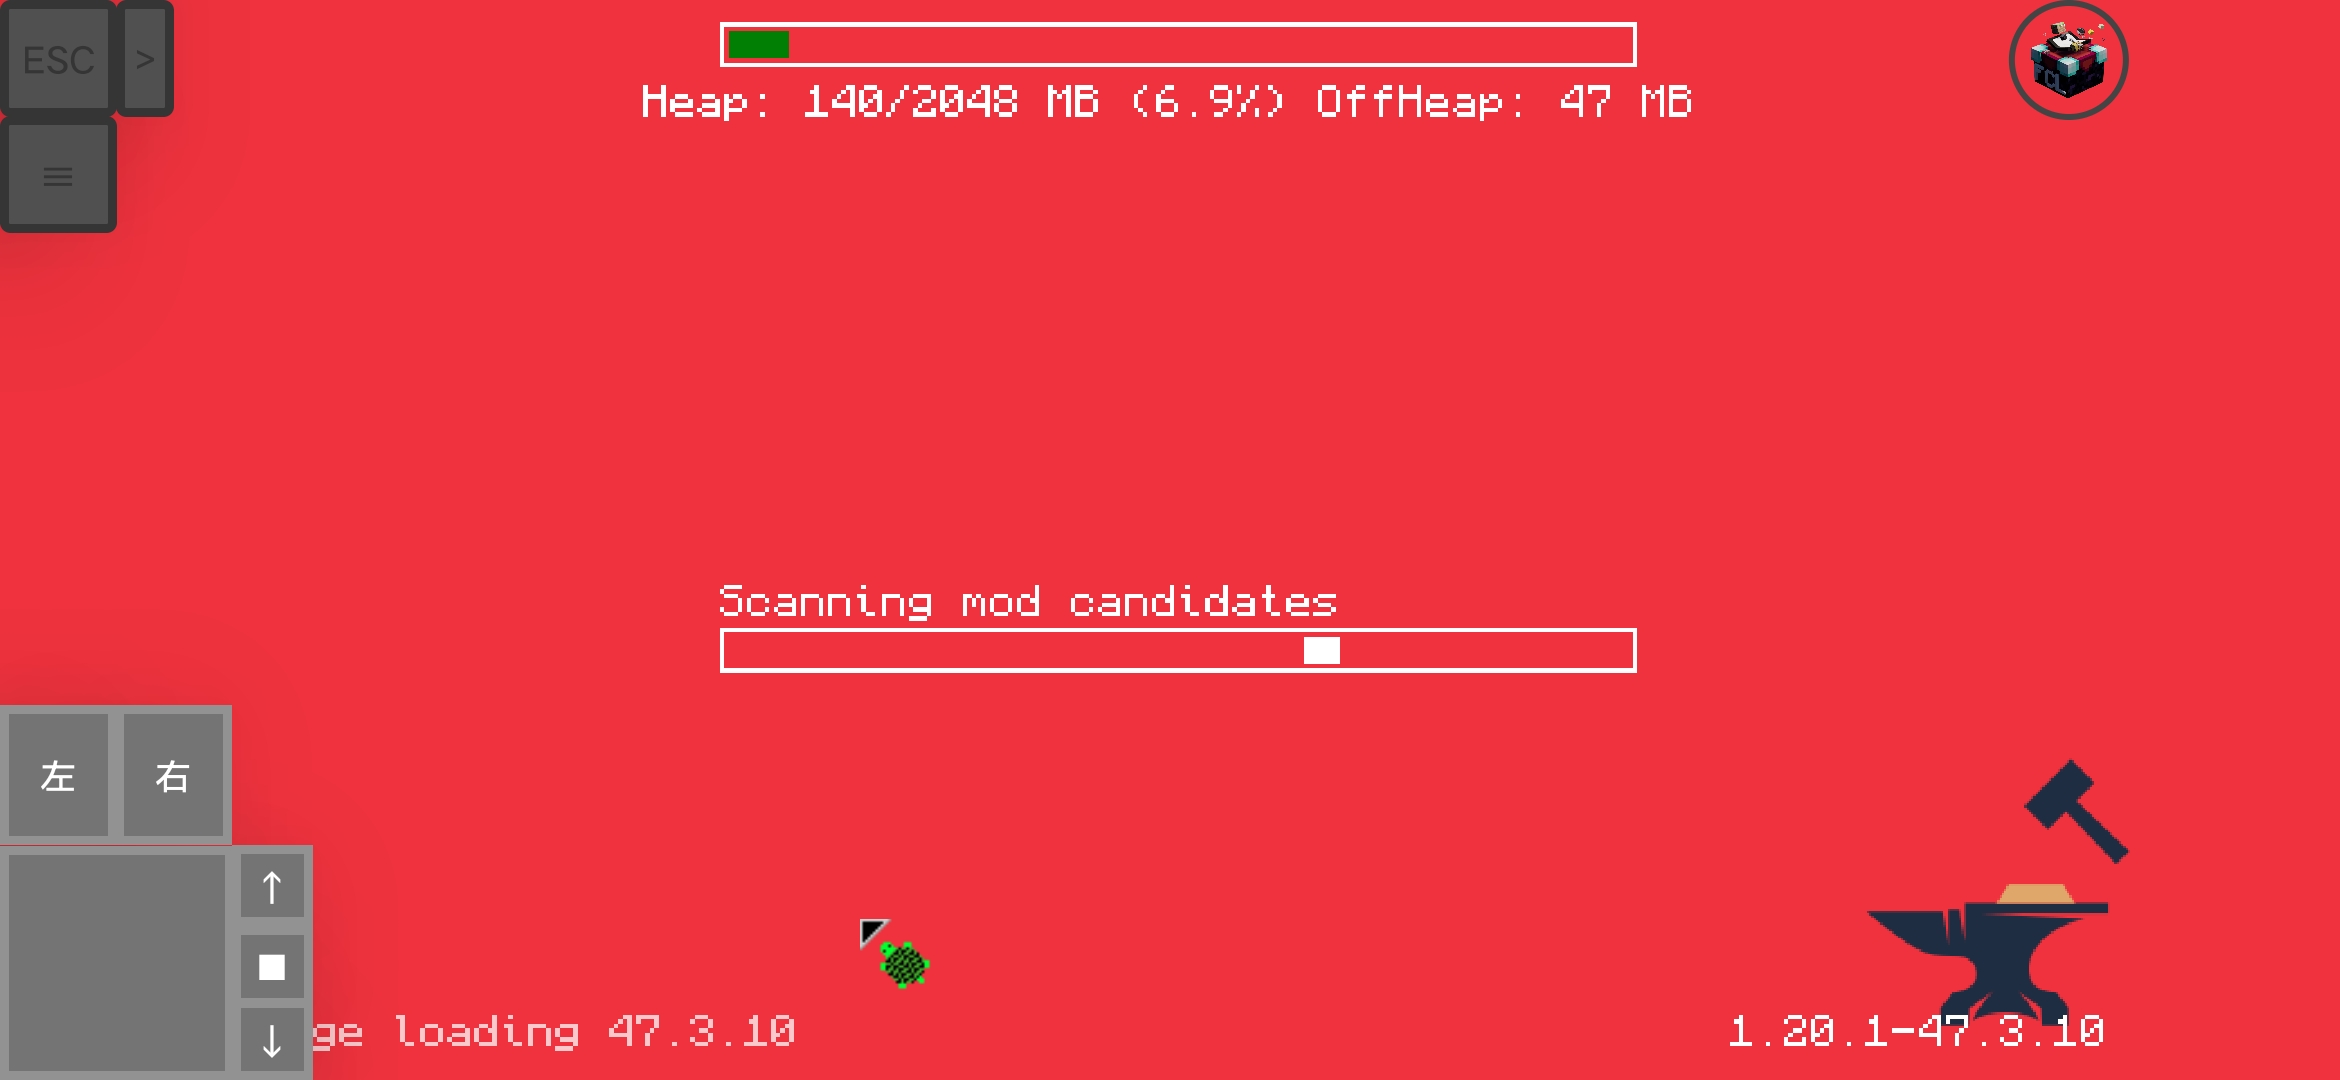 ESC >
Heap: 140/2048 MB (6.9%) OffHeap: 47 MB
FCL
Scanning mod candidates
左 右
↑
↓
ge loading 47.3.10
1.20.1-47.3.10